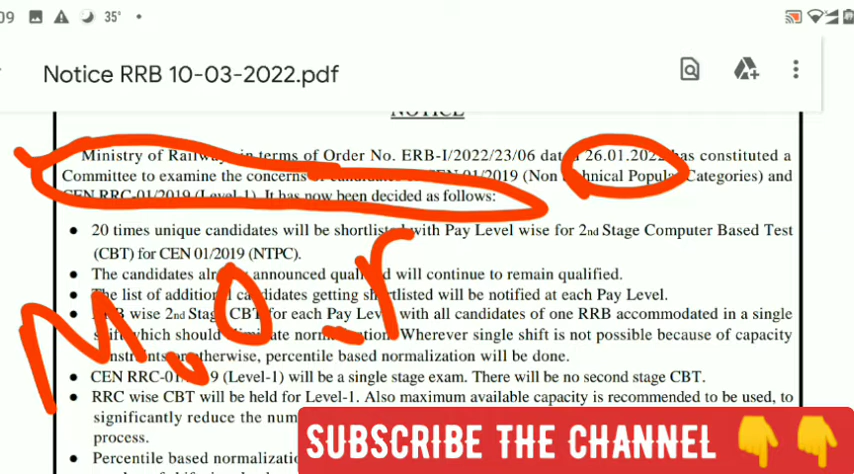 09 35°
Notice RRB 10-03-2022.pdf
NOTICE
Ministry of Railways in terms of Order No. ERB-I/2022/23/06 dated 26.01.2022 has constituted a
Committee to examine the concerns of candidates CEN 01/2019 (Non Technical Popular Categories) and
CEN RRC-01/2019 (Level-1). It has now been decided as follows:
• 20 times unique candidates will be shortlisted with Pay Level wise for 2nd Stage Computer Based Test
(CBT) for CEN 01/2019 (NTPC).
• The candidates already announced qualified will continue to remain qualified.
• The list of additional candidates getting shortlisted will be notified at each Pay Level.
• RRB wise 2nd Stage CBT for each Pay Level with all candidates of one RRB accommodated in a single
shift which should eliminate normalization. Wherever single shift is not possible because of capacity
constraints or otherwise, percentile based normalization will be done.
• CEN RRC-01/2019 (Level-1) will be a single stage exam. There will be no second stage CBT.
• RRC wise CBT will be held for Level-1. Also maximum available capacity is recommended to be used, to
significantly reduce the num
process.
• Percentile based normalizatio
M.O.r
SUBSCRIBE THE CHANNEL